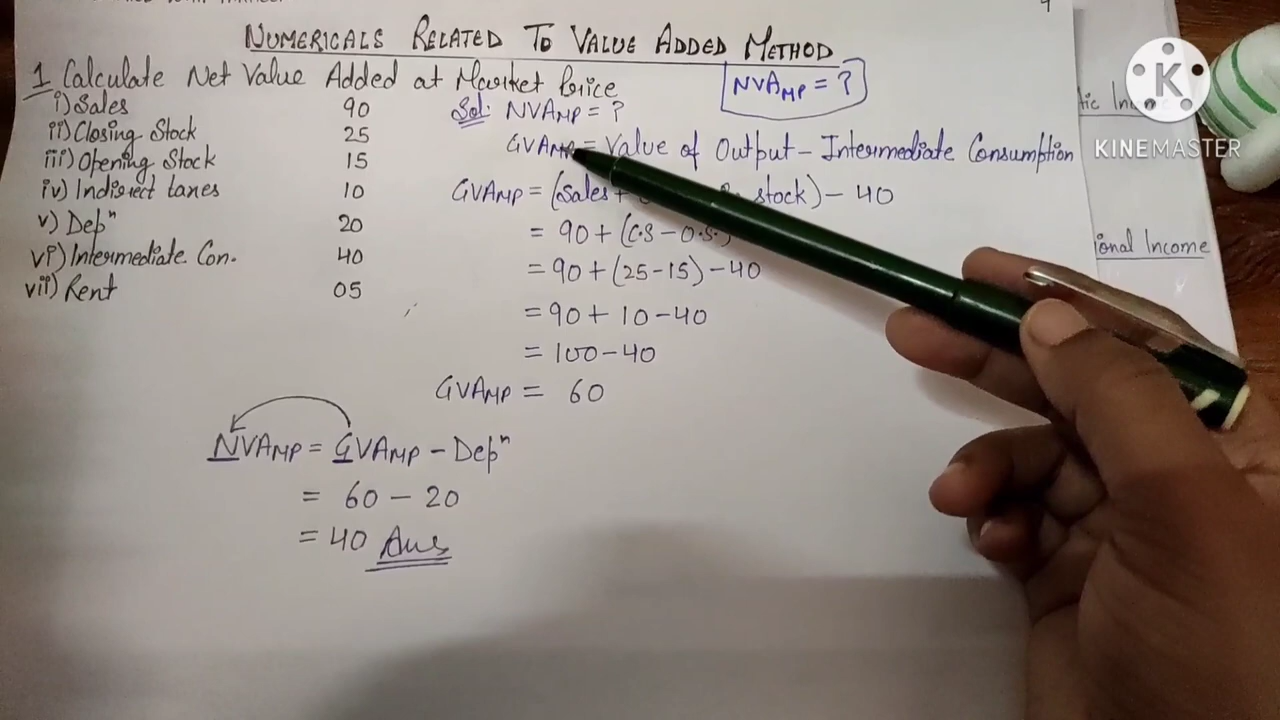 NUMERICALS RELATED TO VALUE ADDED METHOD
1 Calculate Net Value Added at Market Price
NVAMP = ?
i) Sales 90
ii) Closing Stock 25
iii) Opening Stock 15
iv) Indirect taxes 10
v) Depⁿ 20
vi) Intermediate Con. 40
vii) Rent 05
Sol: NVAMP = ?
GVAMP = Value of Output - Intermediate Consumption
GVAMP = (Sales + stock) - 40
= 90 + (C.S - O.S.)
= 90 + (25 - 15) - 40
= 90 + 10 - 40
= 100 - 40
GVAMP = 60
NVAMP = GVAMP - Depⁿ
= 60 - 20
= 40 Ans
onal Income
K
KINEMASTER